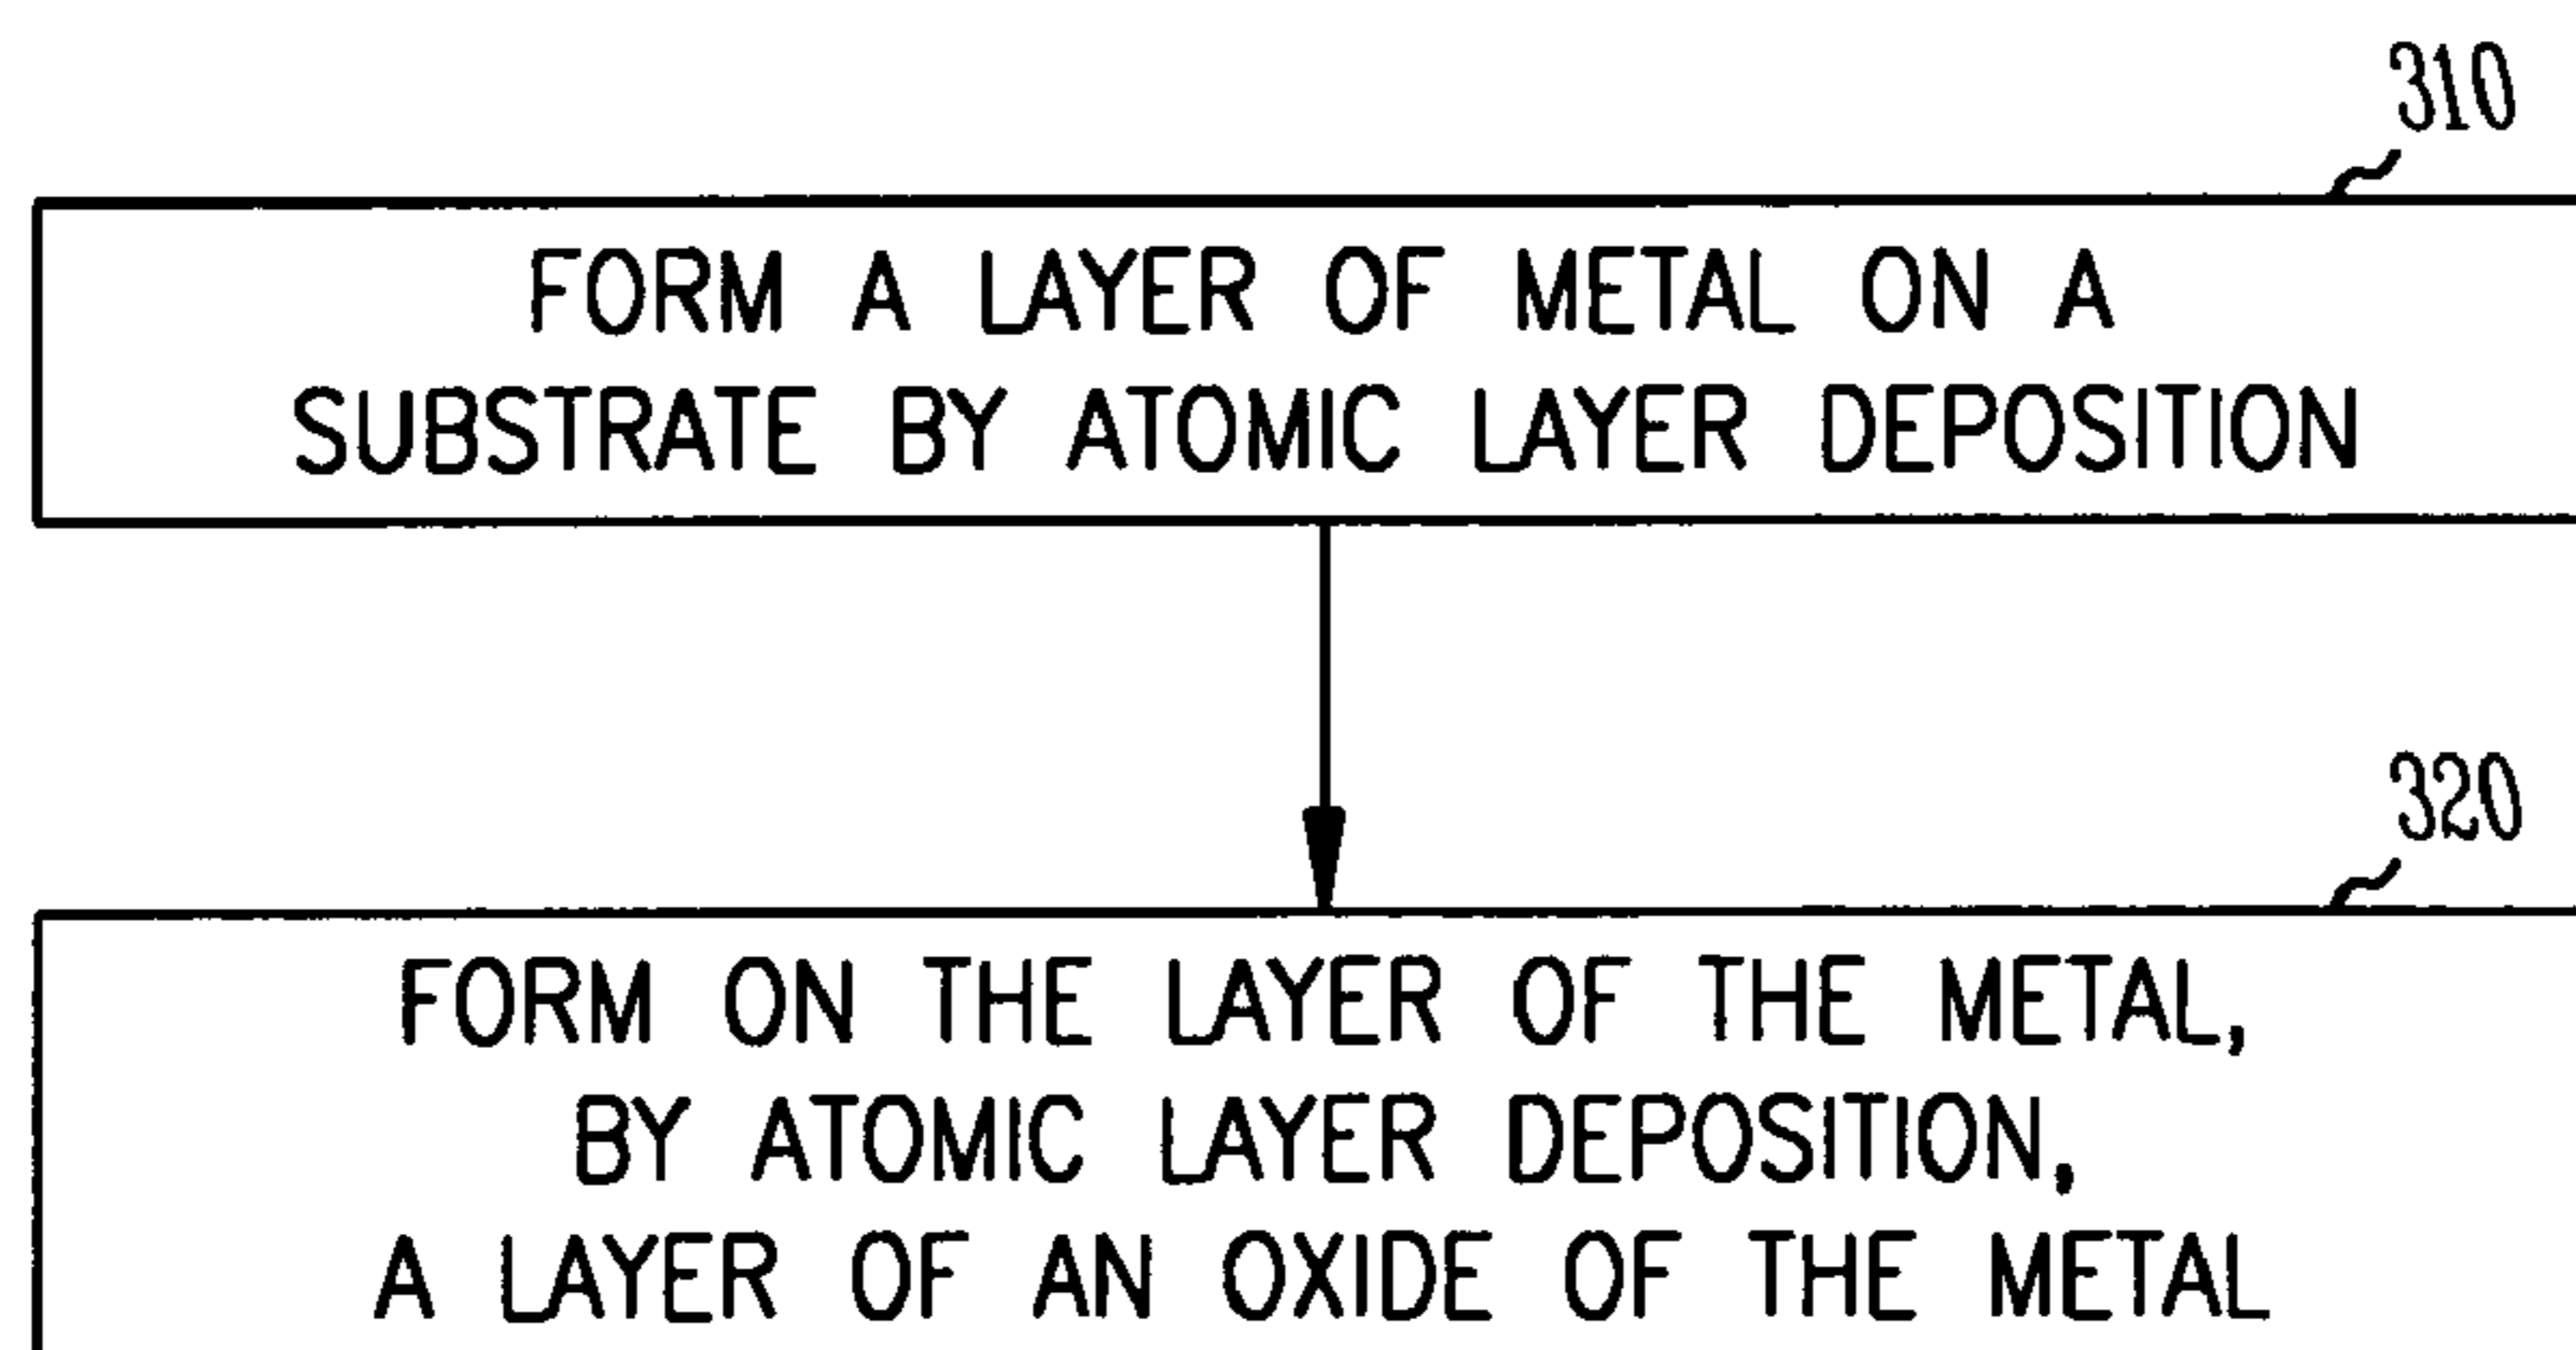 310
FORM A LAYER OF METAL ON A
SUBSTRATE BY ATOMIC LAYER DEPOSITION
320
FORM ON THE LAYER OF THE METAL,
BY ATOMIC LAYER DEPOSITION,
A LAYER OF AN OXIDE OF THE METAL